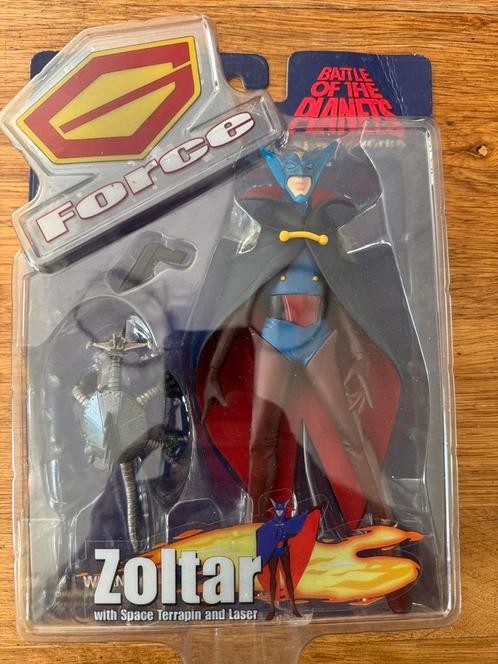 G
Force
BATTLE
OF THE
PLANETS
Zoltar
with Space Terrapin and Laser